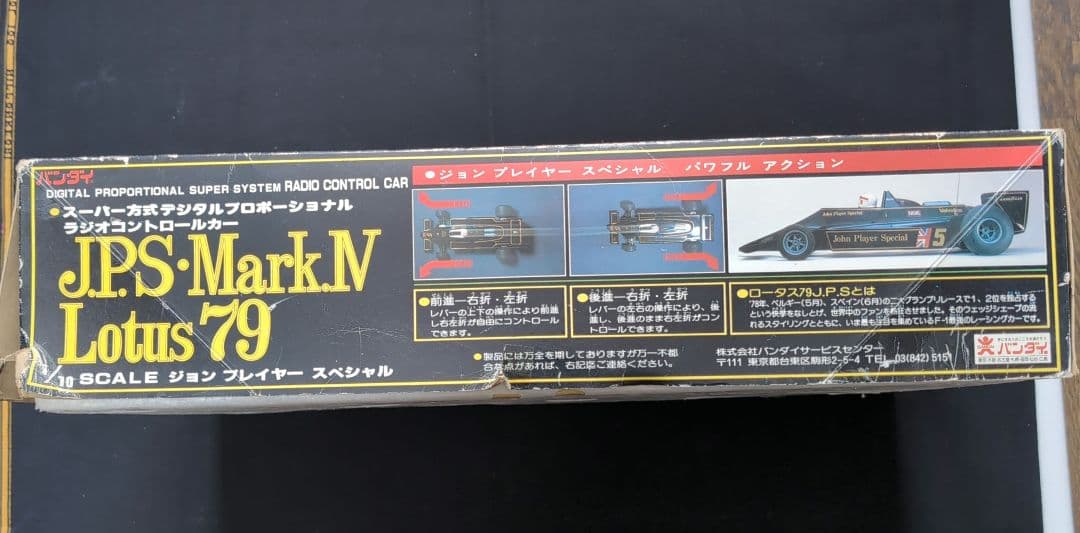 バンダイ
DIGITAL PROPORTIONAL SUPER SYSTEM RADIO CONTROL CAR
●スーパー方式デジタルプロポーショナル
ラジオコントロールカー
J.P.S・Mark.IV
Lotus 79
10 SCALE ジョン プレイヤー スペシャル
●ジョン プレイヤー スペシャル パワフル アクション
John Player Special
John Player Special
5
Valvoline
GOODYEAR
●前進―右折・左折
レバーの上下の操作により前進
し右左折が自由にコントロール
できます。
●後進―右折・左折
レバーの左右の操作により、後
進し、後進のまま右左折がコン
トロールできます。
●ロータス79J.P.Sとは
'78年、ベルギー(5月)、スペイン(6月)の二大グランプリレースで1、2位を独占する
という快挙をなしとげ、世界中のファンを熱狂させました。そのウェッジシェープの流
れるスタイリングとともに、いま最も注目を集めているF-1最強のレーシングカーです。
●製品には万全を期しておりますが万一不都
合な点があれば、右記迄ご連絡ください。
株式会社バンダイサービスセンター
〒111 東京都台東区駒形2-5-4 TEL 03(842)5151
バンダイ